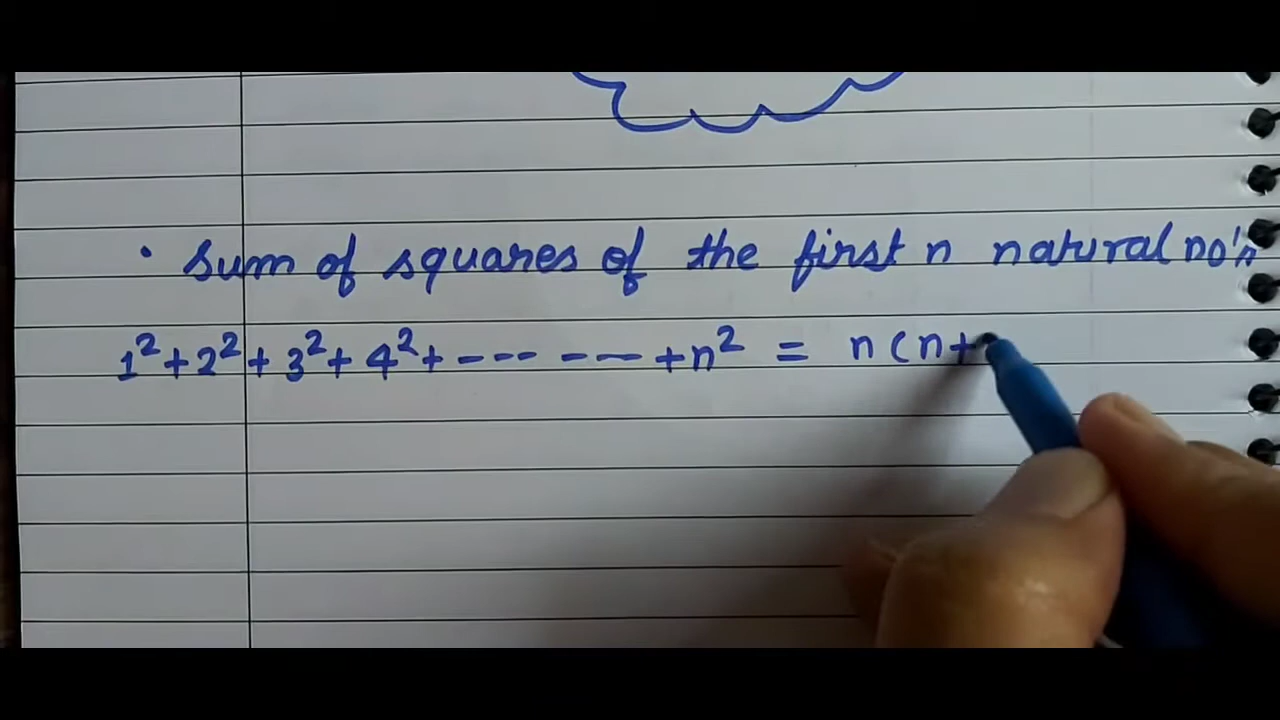 • Sum of squares of the first n natural no's
1²+2²+3²+4²+--- --- +n² = n(n+